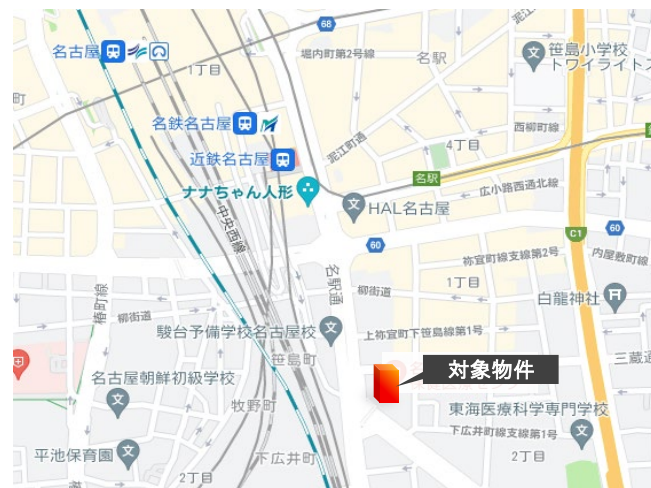 68
名古屋
堀内町第2号線
名駅
泥江町
笹島小学校
トワイライトス
1丁目
町
名鉄名古屋
近鉄名古屋
泥江町通
西柳町線
4丁目
ナナちゃん人形
名駅
広小路西通北線
HAL名古屋
中央西線
60
C1
60
祢宜町線支線第2号
内屋敷町線
名駅通
柳街道
1丁目
白龍神社
椿町線
柳街道
駿台予備学校名古屋校
上祢宜町下笹島線第1号
笹島町
対象物件
三蔵通
名古屋朝鮮初級学校
牧野町
東海医療科学専門学校
下広井町線支線第1号
平池保育園
下広井町
2丁目
2丁目